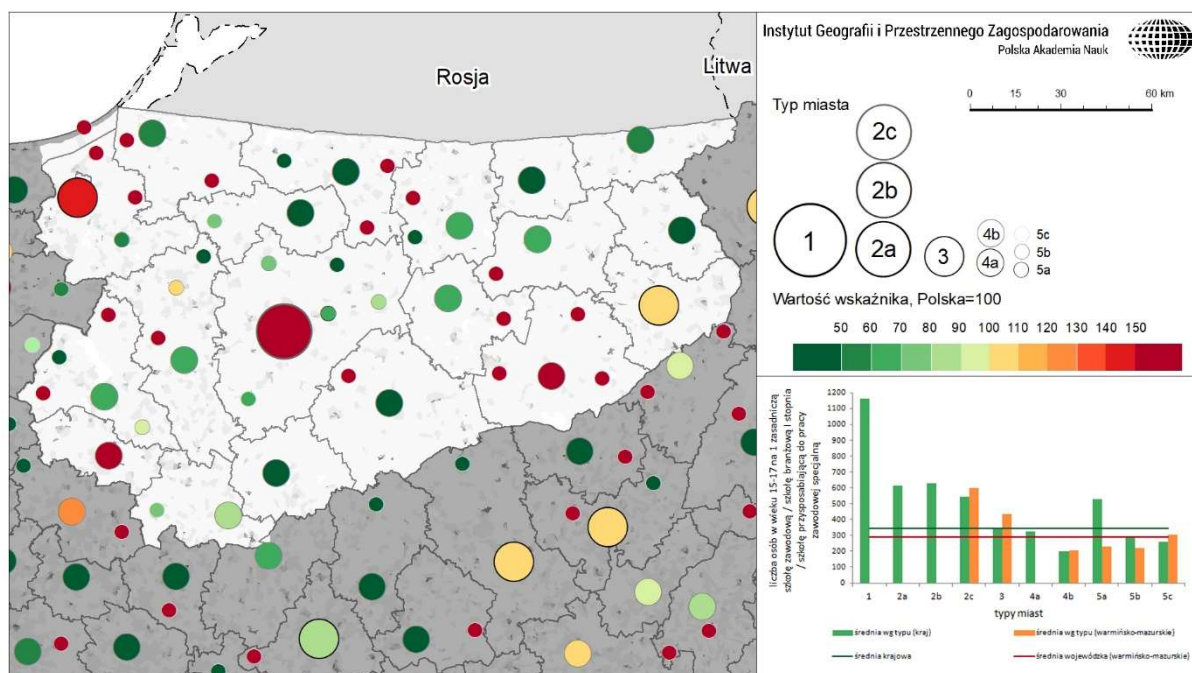 Rosja
Litwa
Instytut Geografii i Przestrzennego Zagospodarowania
Polska Akademia Nauk
0 15 30 60 km
Typ miasta
2c
2b
1
2a
3
4b
4a
5c
5b
5a
Wartość wskaźnika, Polska=100
50 60 70 80 90 100 110 120 130 140 150
liczba osób w wieku 15-17 na 1 zasadniczą
szkołę zawodową / szkołę branżową I stopnia
/ szkołę przysposabiającą do pracy
zawodowej specjalną
1200
1100
1000
900
800
700
600
500
400
300
200
100
0
1 2a 2b 2c 3 4a 4b 5a 5b 5c
typy miast
średnia wg typu (kraj)
średnia wg typu (warmińsko-mazurskie)
średnia krajowa
średnia wojewódzka (warmińsko-mazurskie)